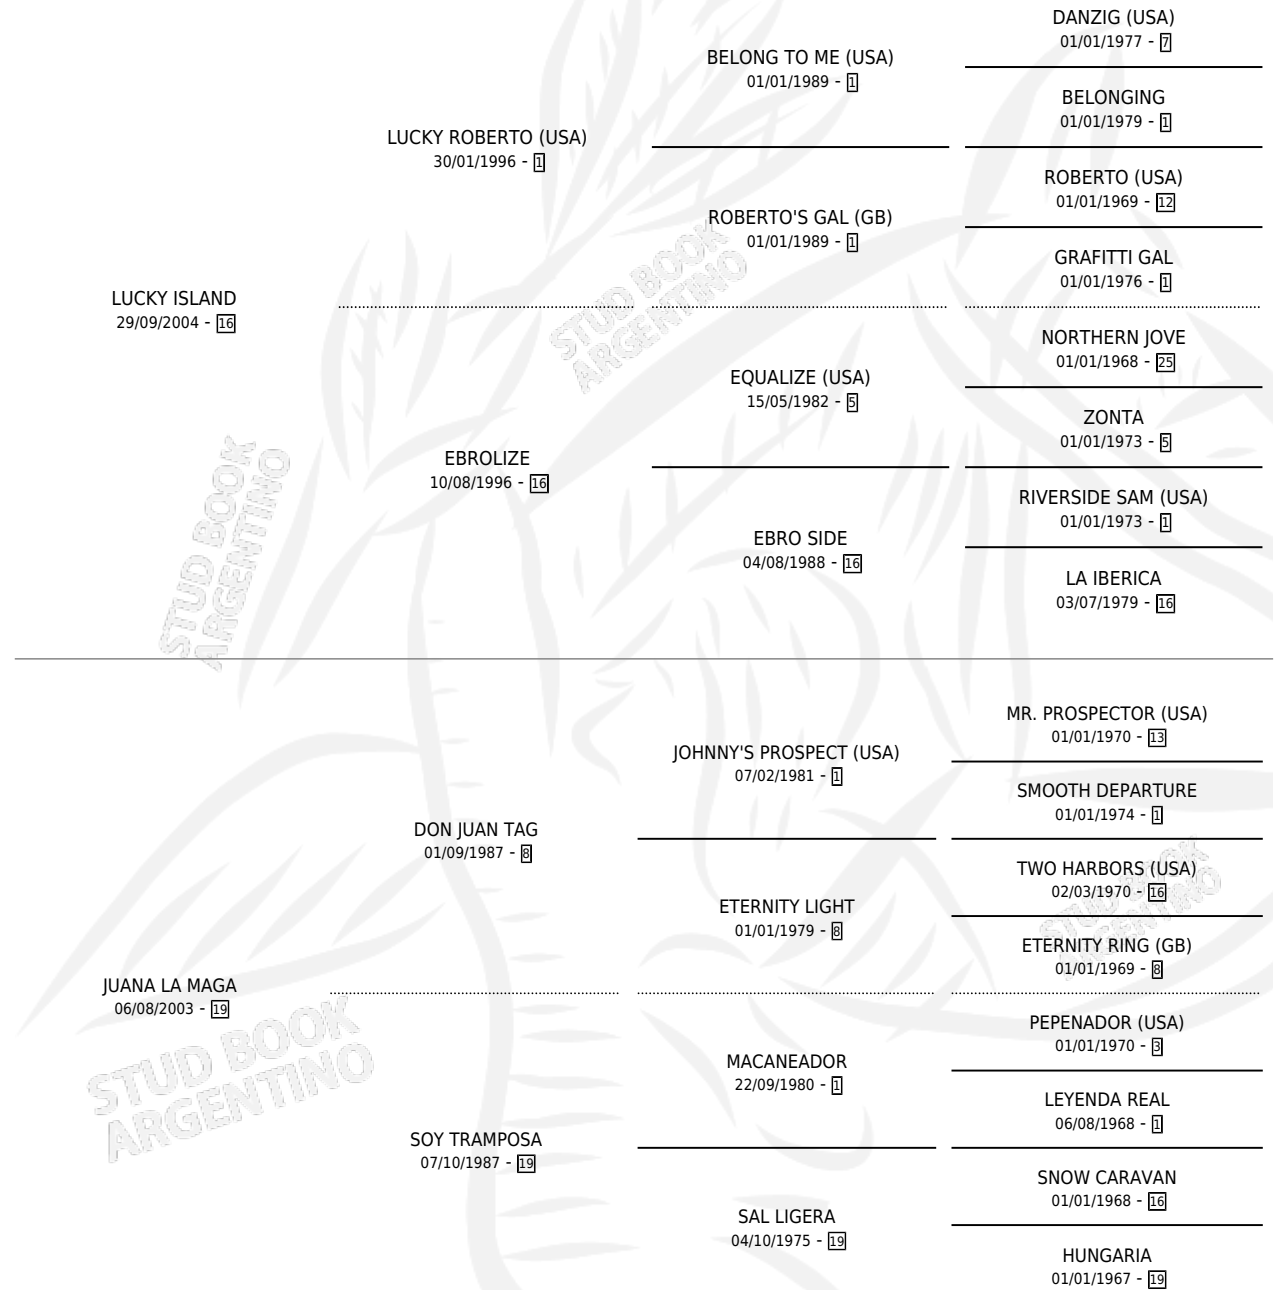 DANZIG (USA)
01/01/1977 - 7
BELONG TO ME (USA)
01/01/1989 - 1
BELONGING
01/01/1979 - 1
LUCKY ROBERTO (USA)
30/01/1996 - 1
ROBERTO (USA)
01/01/1969 - 12
ROBERTO'S GAL (GB)
01/01/1989 - 1
GRAFITTI GAL
01/01/1976 - 1
LUCKY ISLAND
29/09/2004 - 16
STUD BOOK
ARGENTINO
NORTHERN JOVE
01/01/1968 - 25
EQUALIZE (USA)
15/05/1982 - 5
ZONTA
01/01/1973 - 5
EBROLIZE
10/08/1996 - 16
RIVERSIDE SAM (USA)
01/01/1973 - 1
EBRO SIDE
04/08/1988 - 16
LA IBERICA
03/07/1979 - 16
STUD BOOK
ARGENTINO
MR. PROSPECTOR (USA)
01/01/1970 - 13
JOHNNY'S PROSPECT (USA)
07/02/1981 - 1
SMOOTH DEPARTURE
01/01/1974 - 1
DON JUAN TAG
01/09/1987 - 8
TWO HARBORS (USA)
02/03/1970 - 16
STUD BOOK
ARGENTINO
ETERNITY LIGHT
01/01/1979 - 8
ETERNITY RING (GB)
01/01/1969 - 8
JUANA LA MAGA
06/08/2003 - 19
STUD BOOK
ARGENTINO
PEPENADOR (USA)
01/01/1970 - 3
MACANEADOR
22/09/1980 - 1
LEYENDA REAL
06/08/1968 - 1
SOY TRAMPOSA
07/10/1987 - 19
SNOW CARAVAN
01/01/1968 - 16
SAL LIGERA
04/10/1975 - 19
HUNGARIA
01/01/1967 - 19